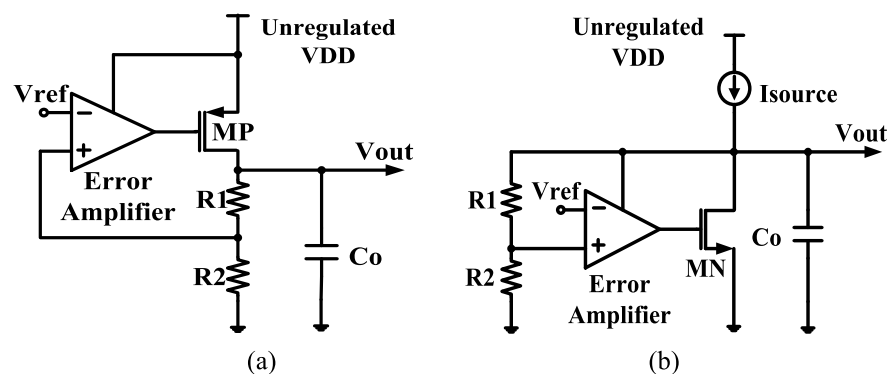 Unregulated
VDD
Vref
−
+
MP
Vout
Error
Amplifier
R1
Co
R2
(a)
Unregulated
VDD
Isource
Vout
R1
Vref
−
+
R2
MN
Co
Error
Amplifier
(b)